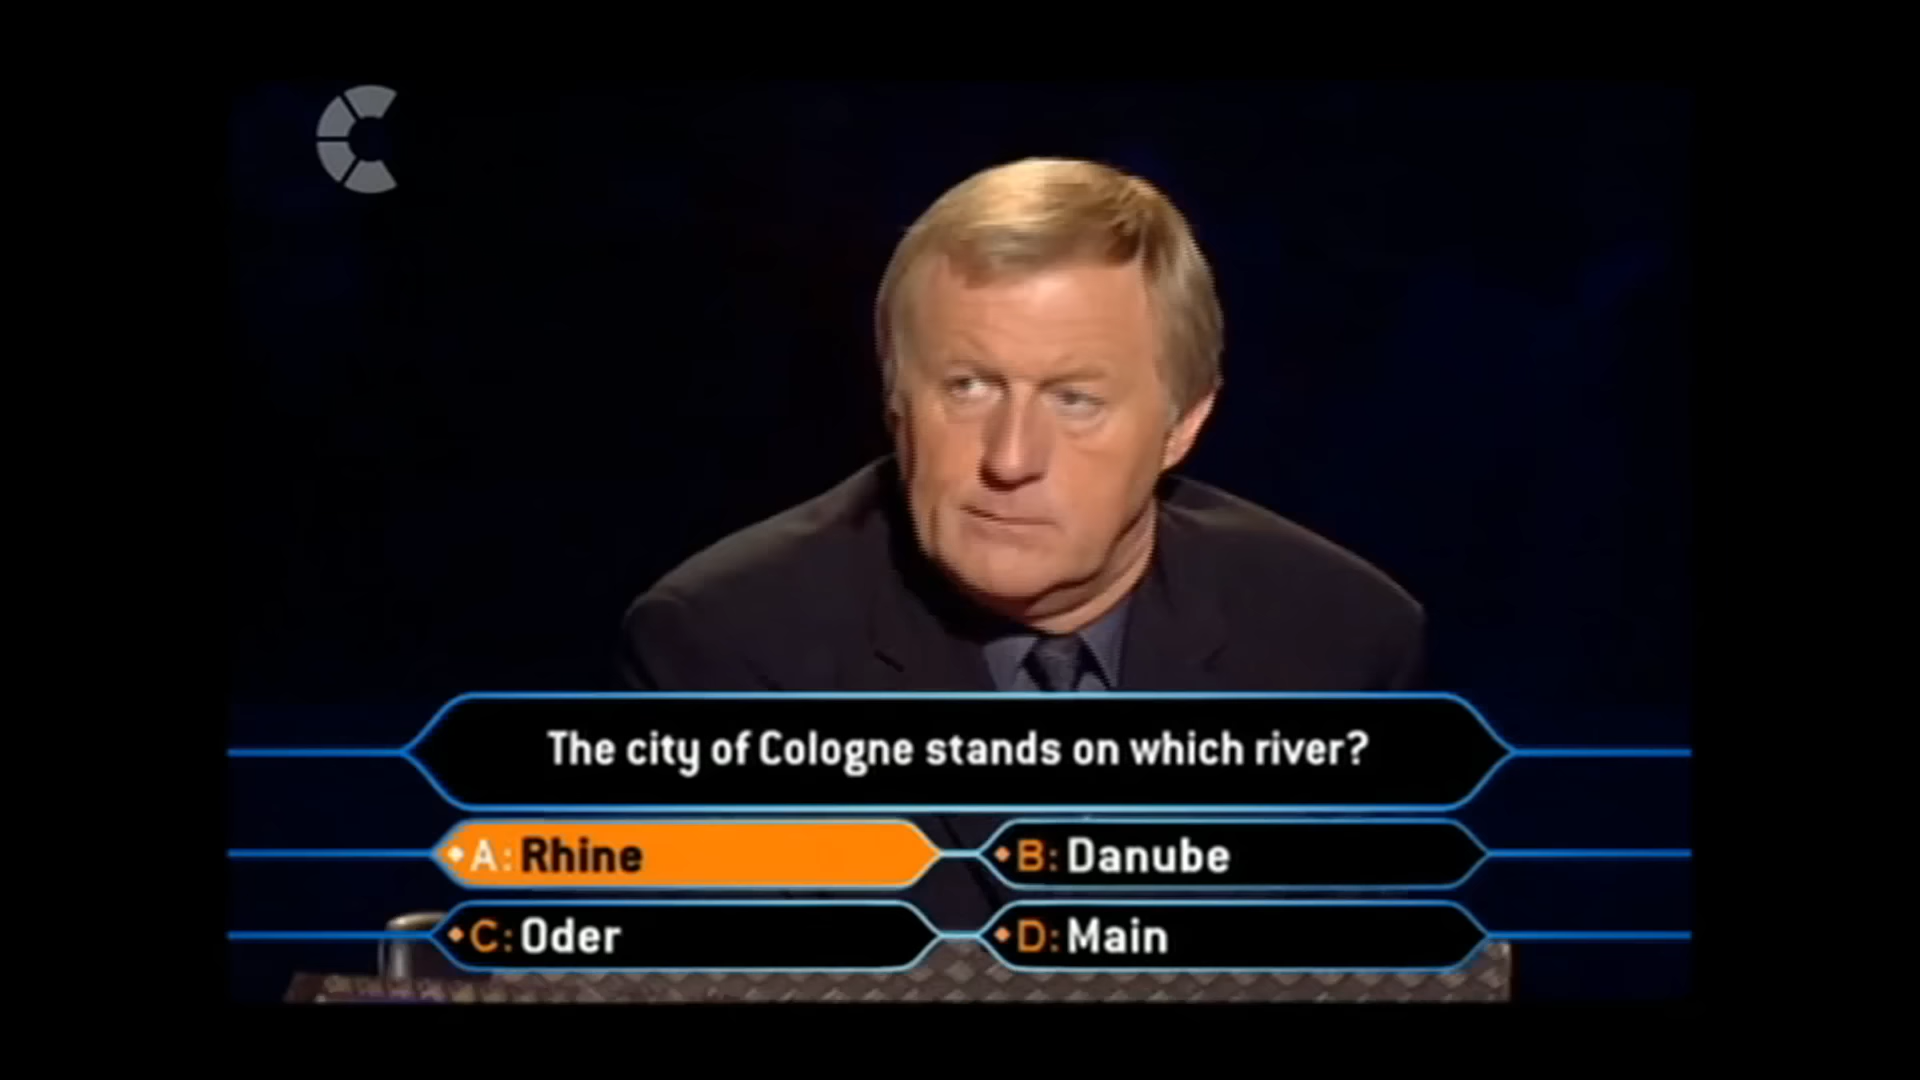 The city of Cologne stands on which river?
A: Rhine
B: Danube
C: Oder
D: Main